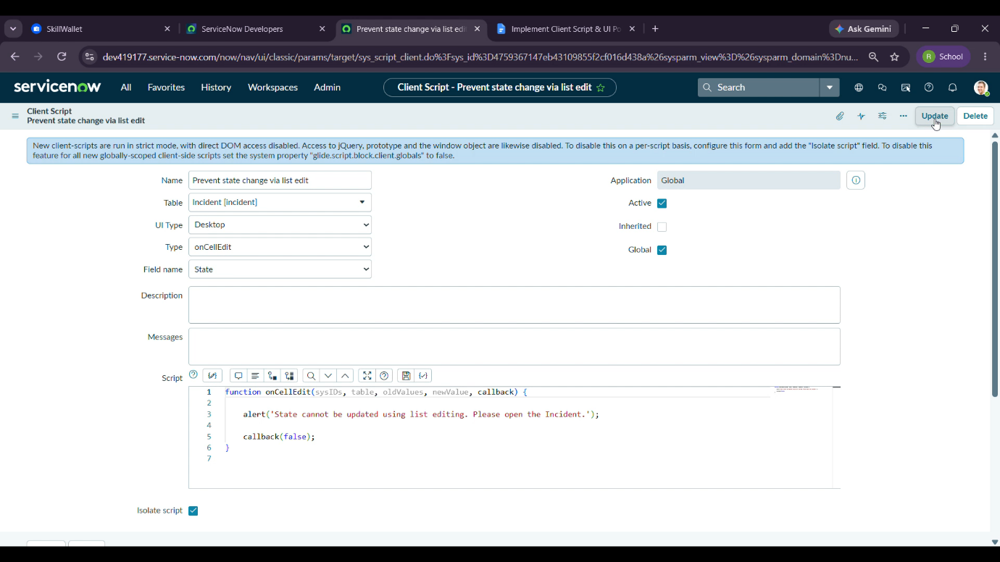 SkillWallet
ServiceNow Developers
Prevent state change via list edi
Implement Client Script & UI Po
Ask Gemini
dev419177.service-now.com/now/nav/ui/classic/params/target/sys_script_client.do%3Fsys_id%3D4759367147eb43109855f2cf016d438a%26sysparm_view%3D%26sysparm_domain%3Dnu...
R School
servicenow All Favorites History Workspaces Admin
Client Script - Prevent state change via list edit
Search
Client Script
Prevent state change via list edit
Update Delete
New client-scripts are run in strict mode, with direct DOM access disabled. Access to jQuery, prototype and the window object are likewise disabled. To disable this on a per-script basis, configure this form and add the "Isolate script" field. To disable this
feature for all new globally-scoped client-side scripts set the system property "glide.script.block.client.globals" to false.
Name Prevent state change via list edit
Application Global
Table Incident [incident]
Active
UI Type Desktop
Inherited
Type onCellEdit
Global
Field name State
Description
Messages
Script
1 function onCellEdit(sysIDs, table, oldValues, newValue, callback) {
2
3 alert('State cannot be updated using list editing. Please open the Incident.');
4
5 callback(false);
6 }
7
Isolate script